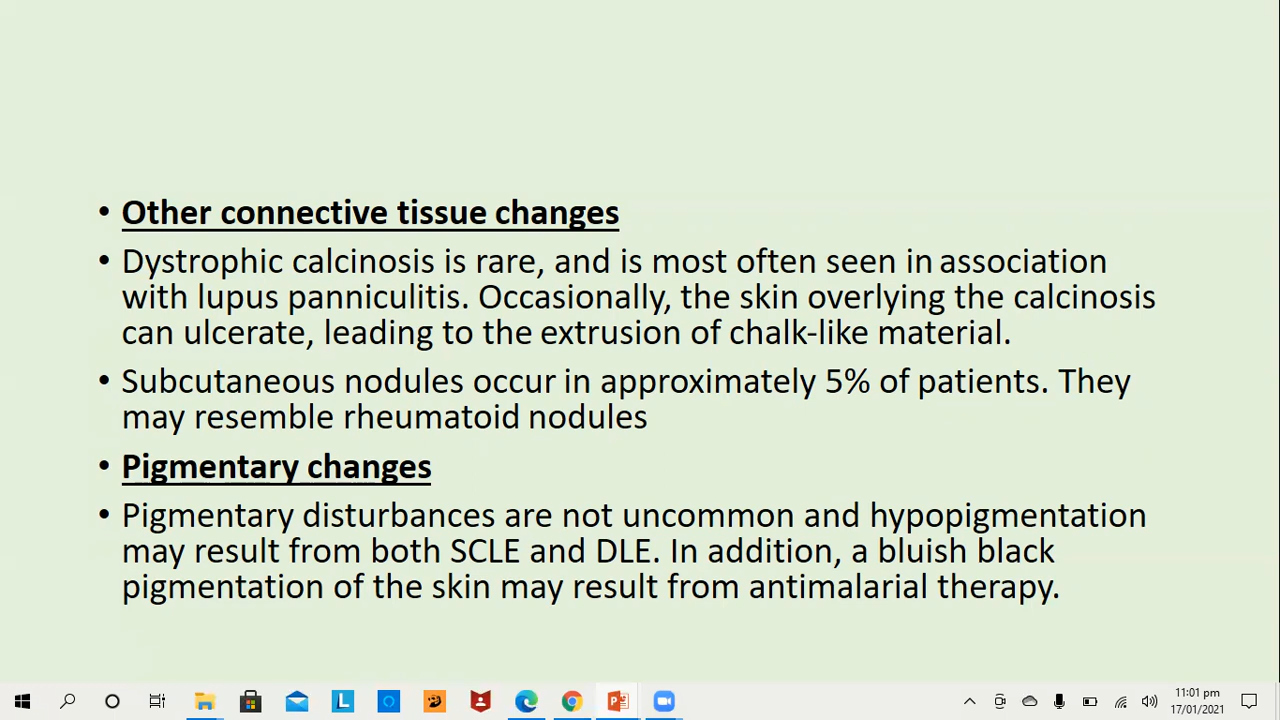 • Other connective tissue changes
• Dystrophic calcinosis is rare, and is most often seen in association
with lupus panniculitis. Occasionally, the skin overlying the calcinosis
can ulcerate, leading to the extrusion of chalk-like material.
• Subcutaneous nodules occur in approximately 5% of patients. They
may resemble rheumatoid nodules
• Pigmentary changes
• Pigmentary disturbances are not uncommon and hypopigmentation
may result from both SCLE and DLE. In addition, a bluish black
pigmentation of the skin may result from antimalarial therapy.
L
11:01 pm
17/01/2021